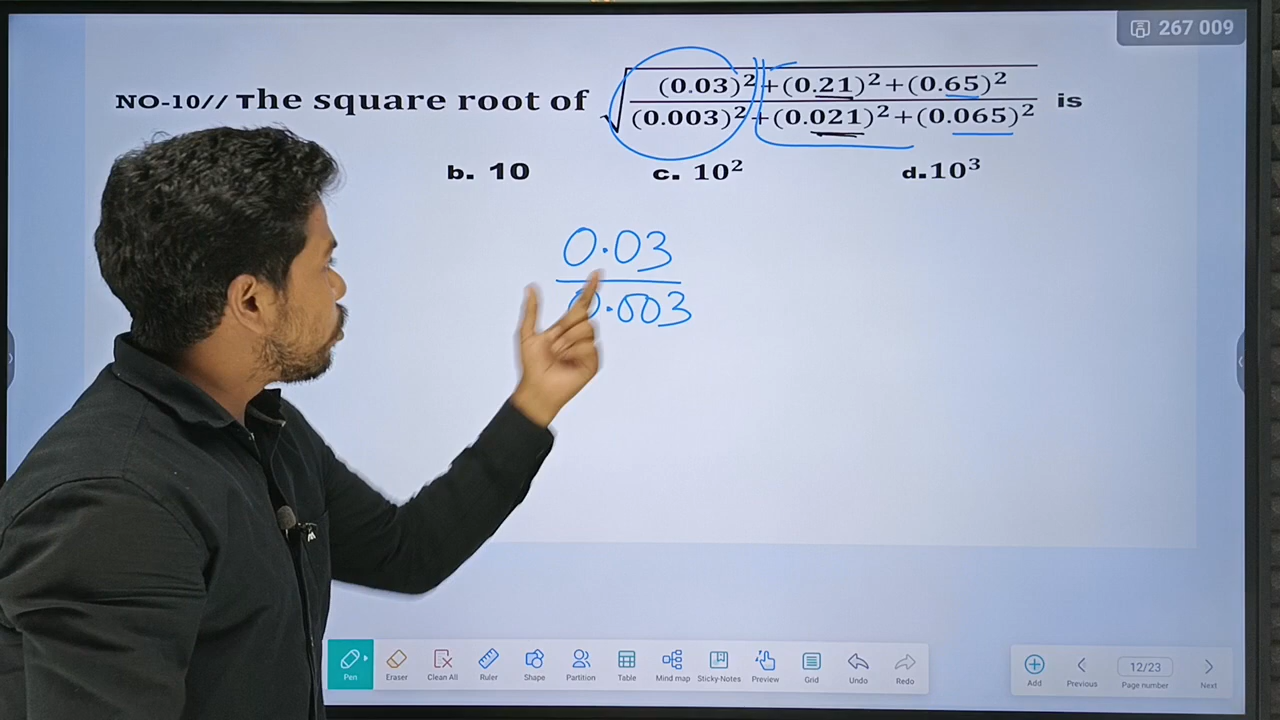 267 009
NO-10// The square root of √((0.03)²+(0.21)²+(0.65)² / (0.003)²+(0.021)²+(0.065)²) is
b. 10 c. 10² d.10³
0.03
0.003
Pen Eraser Clean All Ruler Shape Partition Table Mind map Sticky-Notes Preview Grid Undo Redo
Add Previous 12/23 Page number Next